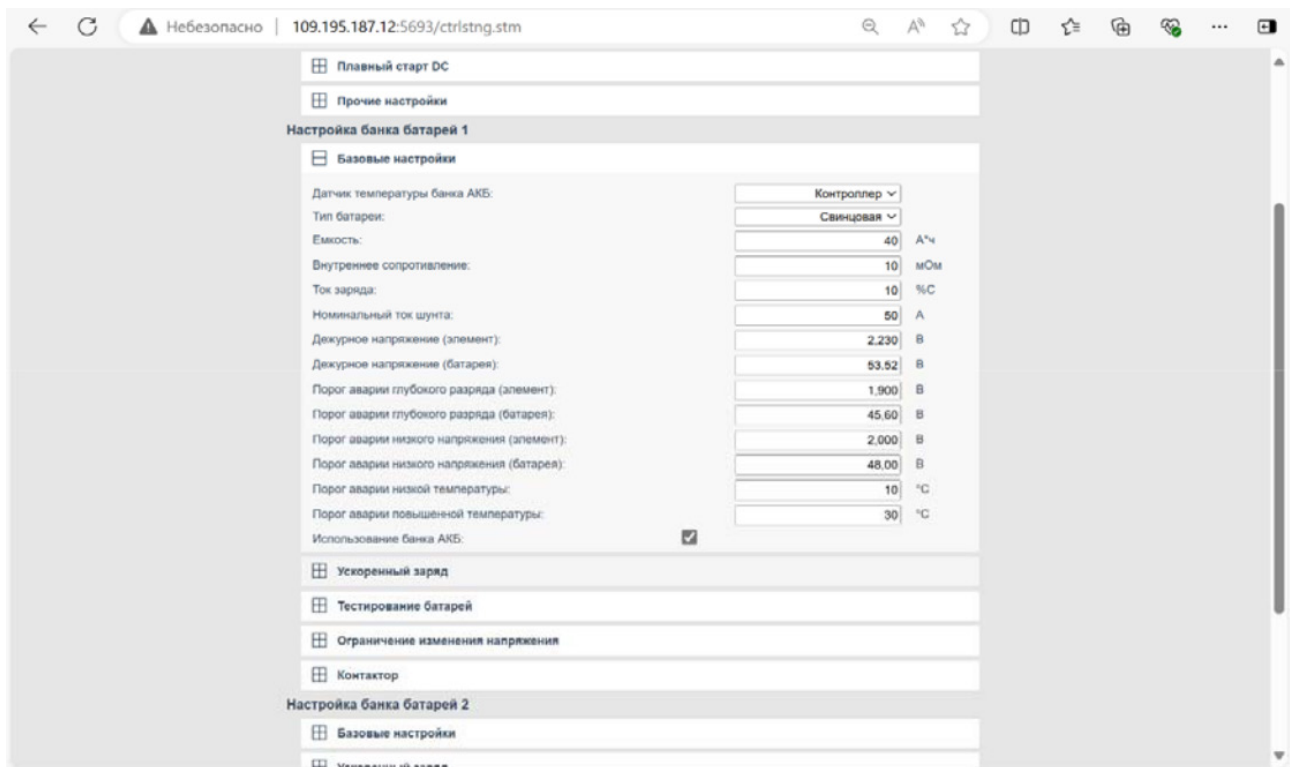 Небезопасно | 109.195.187.12:5693/ctrlstng.stm
Плавный старт DC
Прочие настройки
Настройка банка батарей 1
Базовые настройки
Датчик температуры банка АКБ: Контроллер
Тип батареи: Свинцовая
Емкость: 40 А*ч
Внутреннее сопротивление: 10 мОм
Ток заряда: 10 %С
Номинальный ток шунта: 50 А
Дежурное напряжение (элемент): 2,230 В
Дежурное напряжение (батарея): 53,52 В
Порог аварии глубокого разряда (элемент): 1,900 В
Порог аварии глубокого разряда (батарея): 45,60 В
Порог аварии низкого напряжения (элемент): 2,000 В
Порог аварии низкого напряжения (батарея): 48,00 В
Порог аварии низкой температуры: 10 °C
Порог аварии повышенной температуры: 30 °C
Использование банка АКБ:
Ускоренный заряд
Тестирование батарей
Ограничение изменения напряжения
Контактор
Настройка банка батарей 2
Базовые настройки
Ускоренный заряд